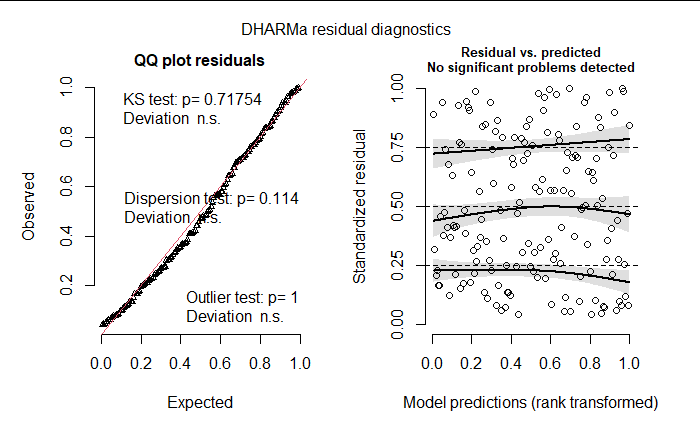 DHARMa residual diagnostics
QQ plot residuals
KS test: p= 0.71754
Deviation n.s.
Dispersion test: p= 0.114
Deviation n.s.
Outlier test: p= 1
Deviation n.s.
Observed
0.2
0.4
0.6
0.8
1.0
0.0
0.2
0.4
0.6
0.8
1.0
Expected
Residual vs. predicted
No significant problems detected
Standardized residual
0.00
0.25
0.50
0.75
1.00
0.0
0.2
0.4
0.6
0.8
1.0
Model predictions (rank transformed)